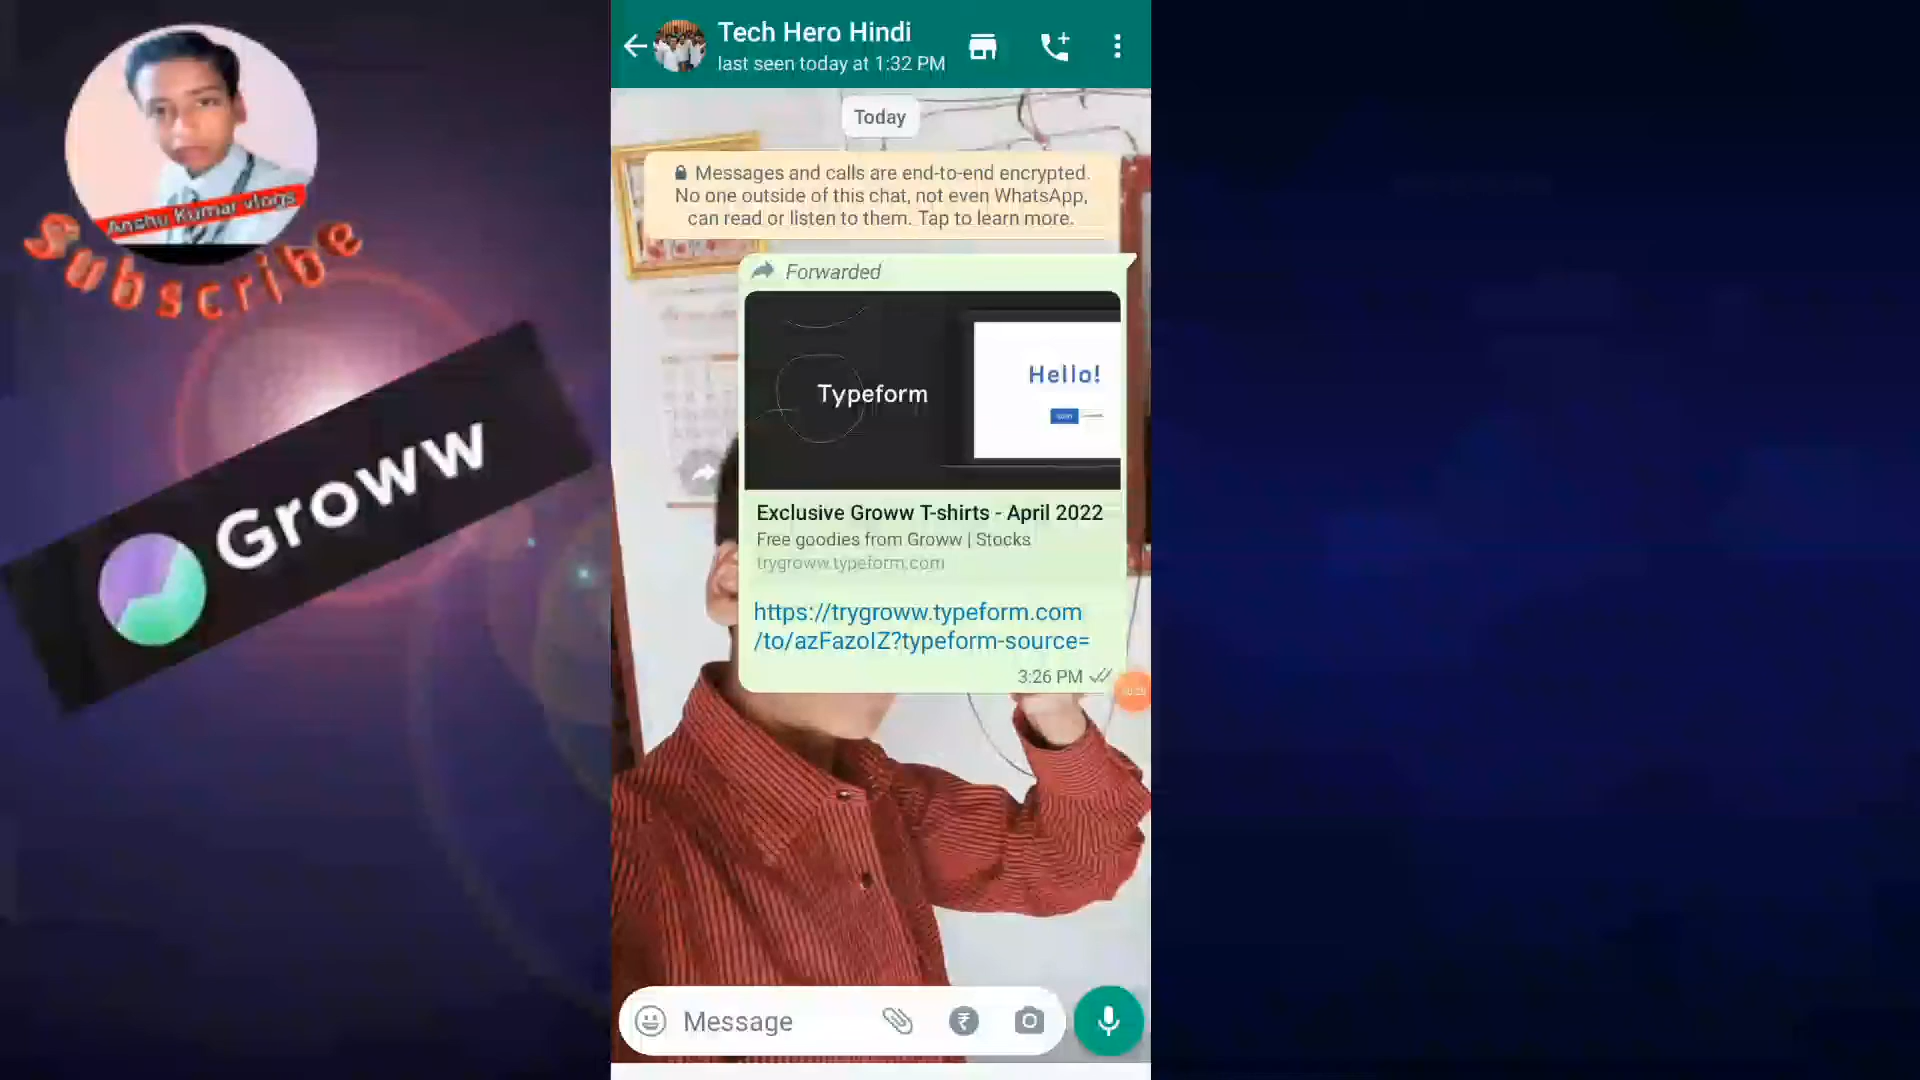 Anshu Kumar vlogs
Subscribe
Groww
Tech Hero Hindi
last seen today at 1:32 PM
Today
Messages and calls are end-to-end encrypted.
No one outside of this chat, not even WhatsApp,
can read or listen to them. Tap to learn more.
Forwarded
Typeform
Hello!
Exclusive Groww T-shirts - April 2022
Free goodies from Groww | Stocks
trygroww.typeform.com
https://trygroww.typeform.com
/to/azFazoIZ?typeform-source=
3:26 PM
Message